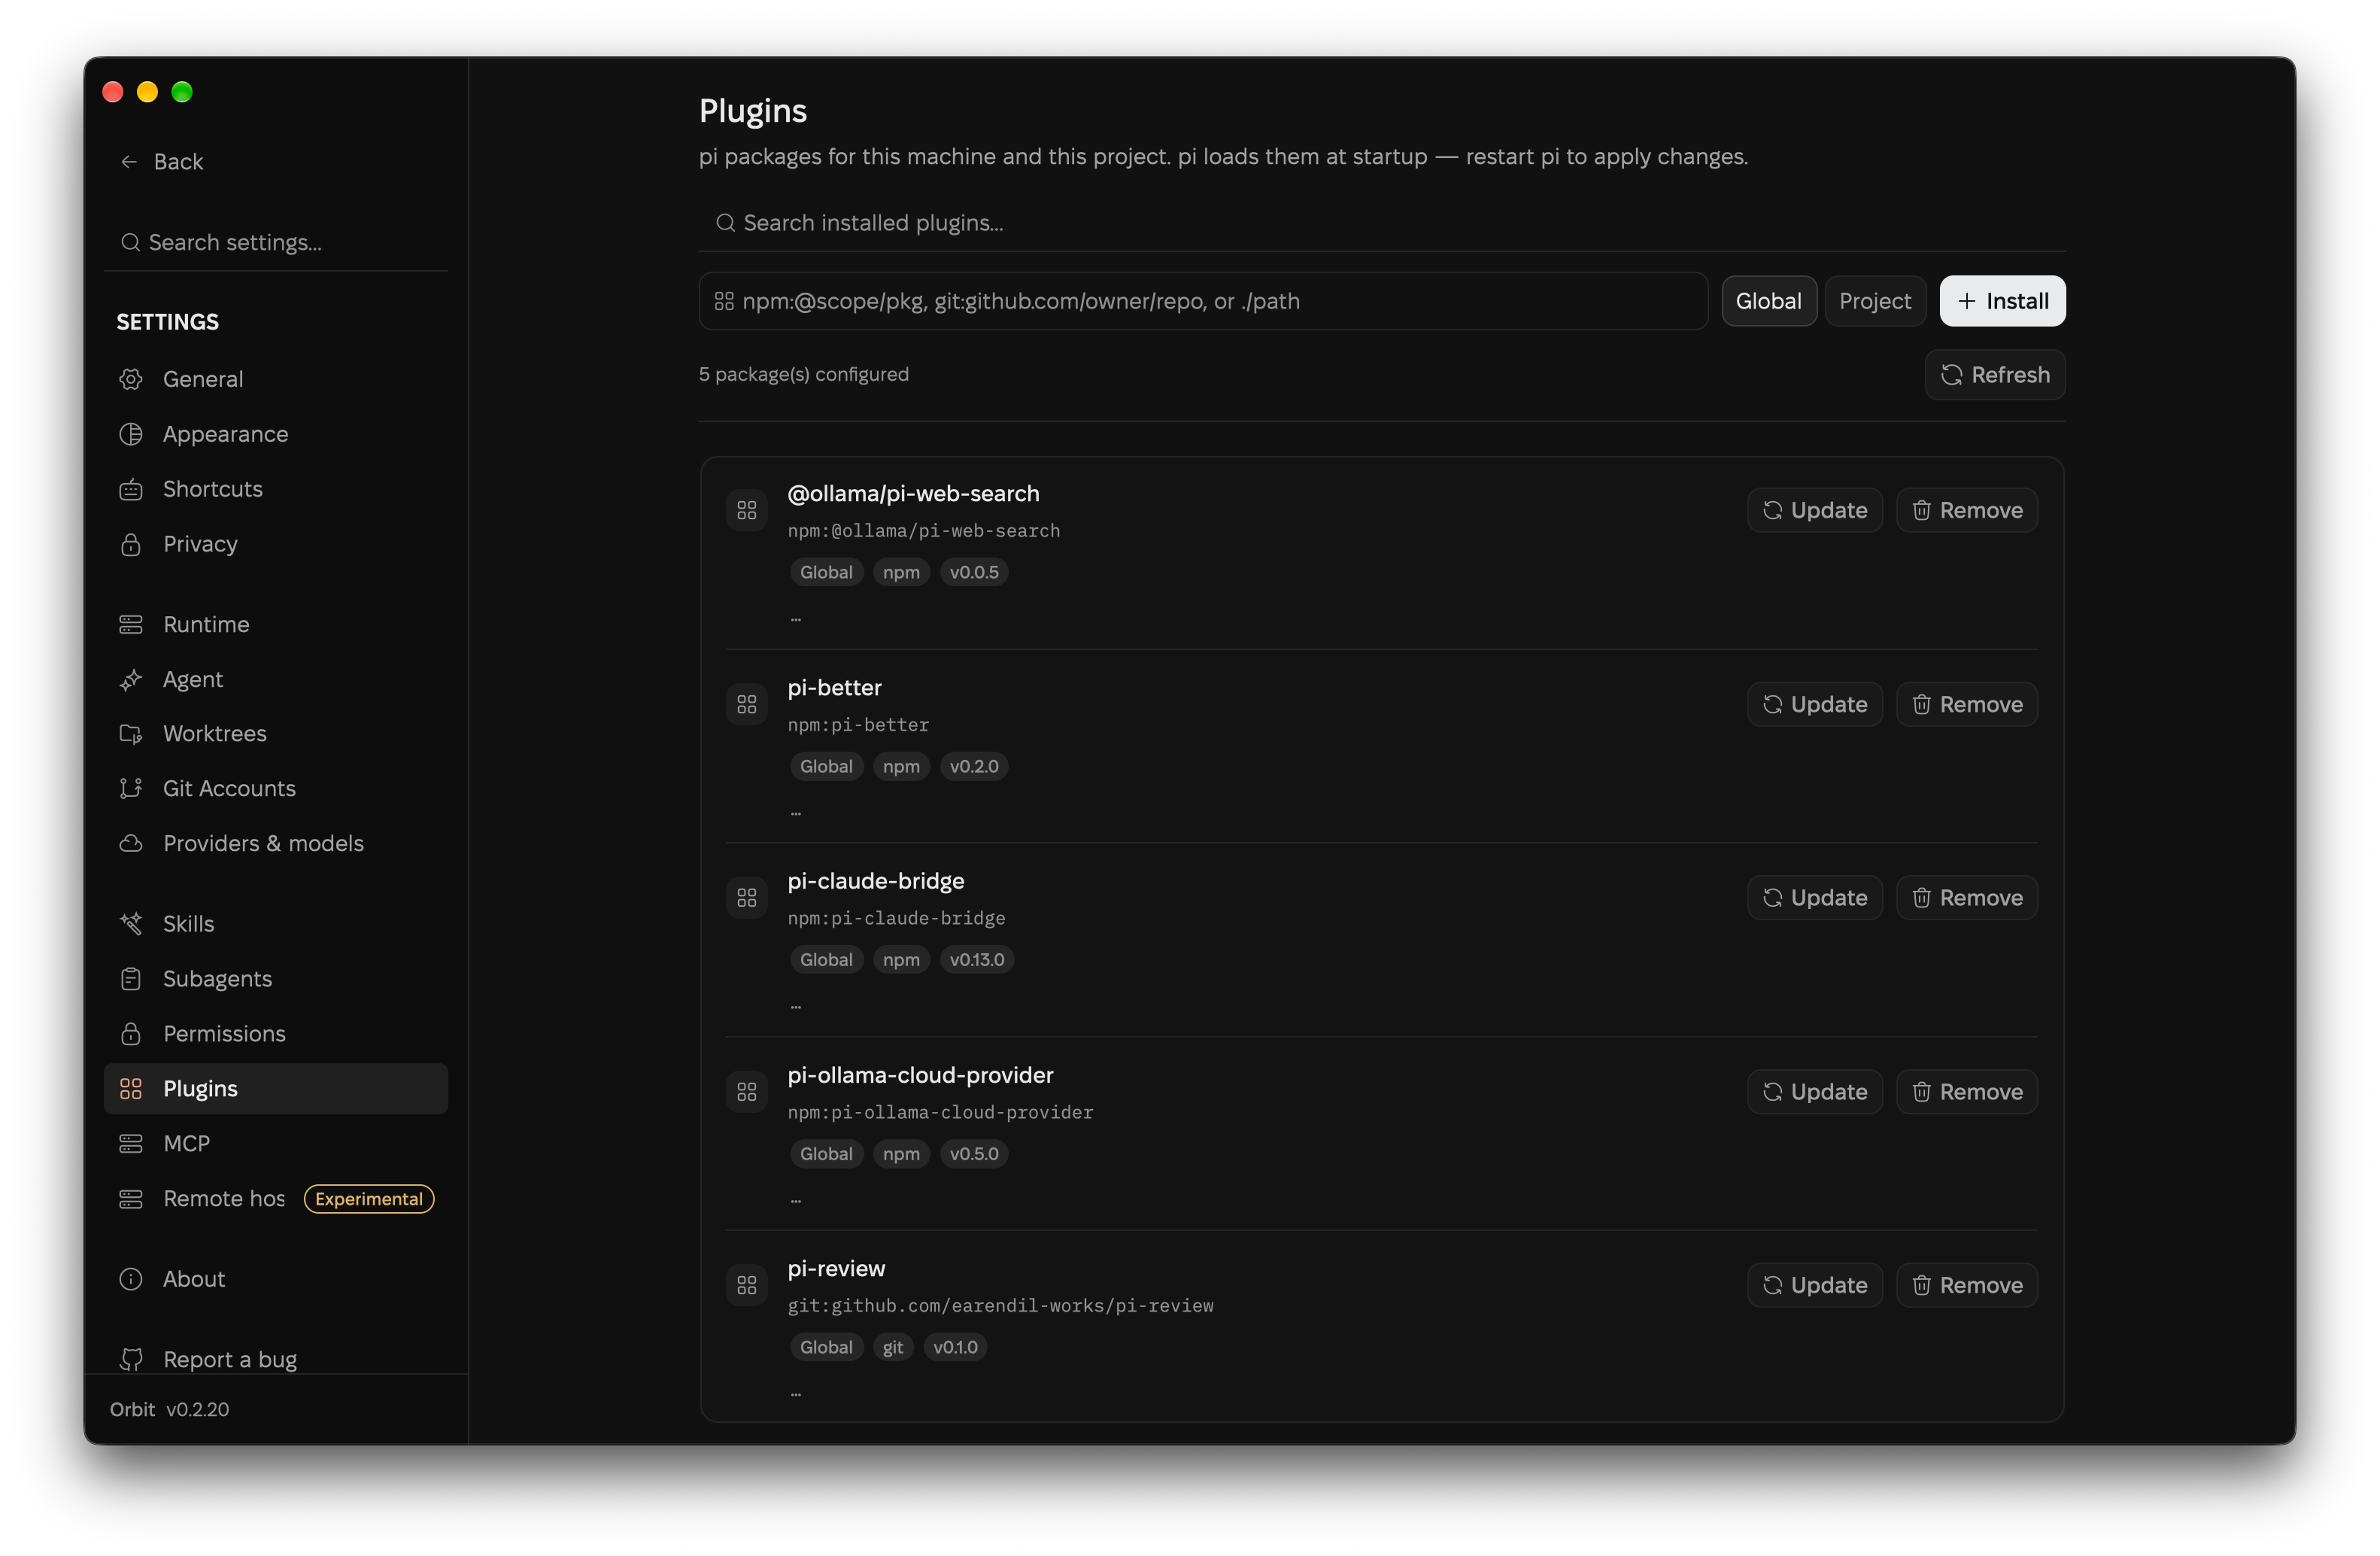 Back
Search settings...
SETTINGS
General
Appearance
Shortcuts
Privacy
Runtime
Agent
Worktrees
Git Accounts
Providers & models
Skills
Subagents
Permissions
Plugins
MCP
Remote hos Experimental
About
Report a bug
Orbit v0.2.20
Plugins
pi packages for this machine and this project. pi loads them at startup — restart pi to apply changes.
Search installed plugins...
npm:@scope/pkg, git:github.com/owner/repo, or ./path Global Project Install
5 package(s) configured Refresh
@ollama/pi-web-search Update Remove
npm:@ollama/pi-web-search
Global npm v0.0.5
…
pi-better Update Remove
npm:pi-better
Global npm v0.2.0
…
pi-claude-bridge Update Remove
npm:pi-claude-bridge
Global npm v0.13.0
…
pi-ollama-cloud-provider Update Remove
npm:pi-ollama-cloud-provider
Global npm v0.5.0
…
pi-review Update Remove
git:github.com/earendil-works/pi-review
Global git v0.1.0
…